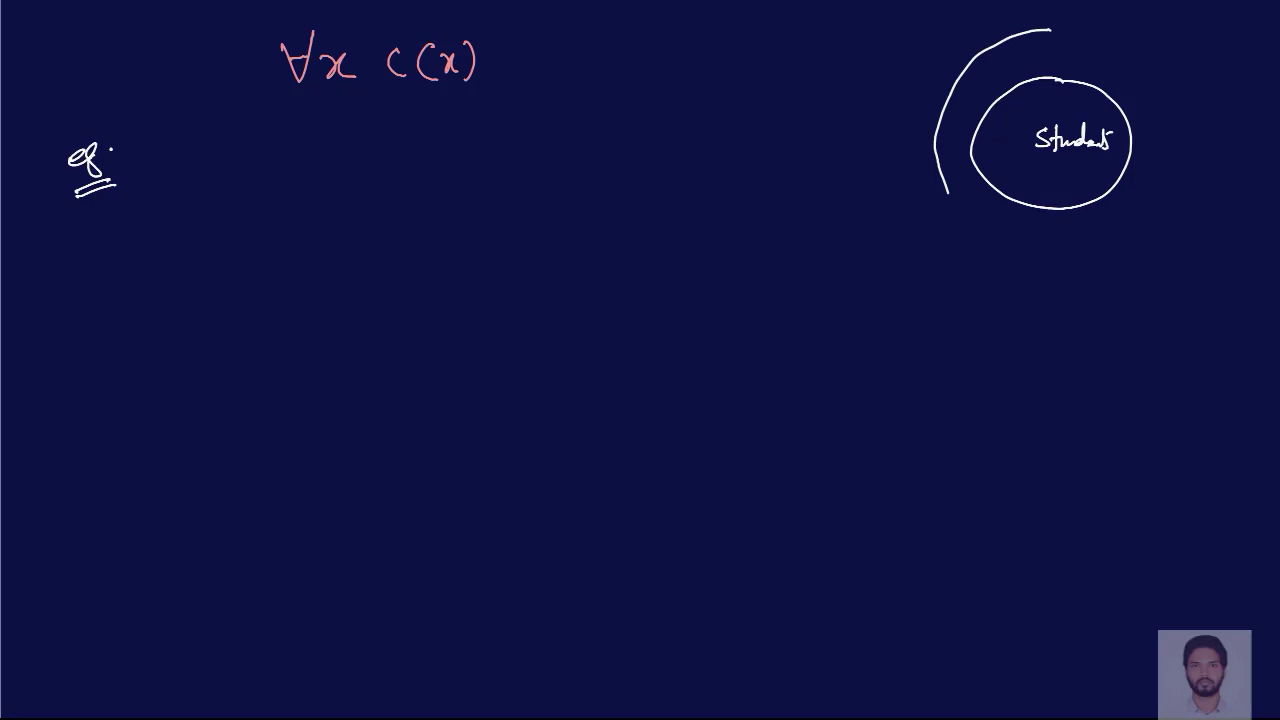 ∀x C(x)
eg.
Students